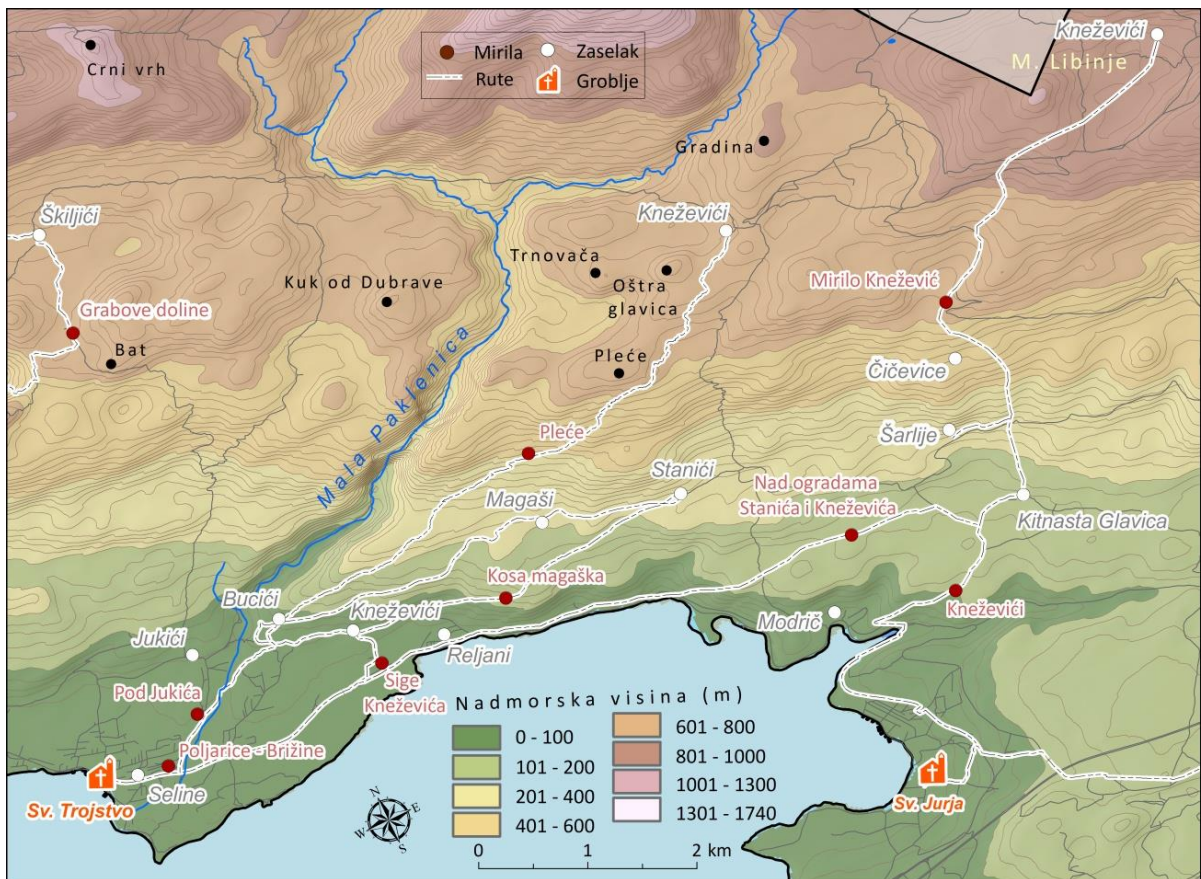 Crni vrh
Mirila
Zaselak
Rute
Groblje
Kneževići
M. Libinje
Gradina
Škiljići
Kneževići
Trnovača
Kuk od Dubrave
Oštra
glavica
Mirilo Knežević
Grabove doline
Bat
Pleće
Čičevice
Mala Paklenica
Pleće
Šarlije
Stanići
Nad ogradama
Stanića i Kneževića
Magaši
Kitnasta Glavica
Kosa magaška
Bucići
Kneževići
Kneževići
Modrič
Jukići
Reljani
Sige
Kneževića
Pod Jukića
Poljarice - Brižine
Seline
Sv. Trojstvo
Sv. Jurja
Nadmorska visina (m)
0 - 100
101 - 200
201 - 400
401 - 600
601 - 800
801 - 1000
1001 - 1300
1301 - 1740
N
E
W
S
0 1 2 km